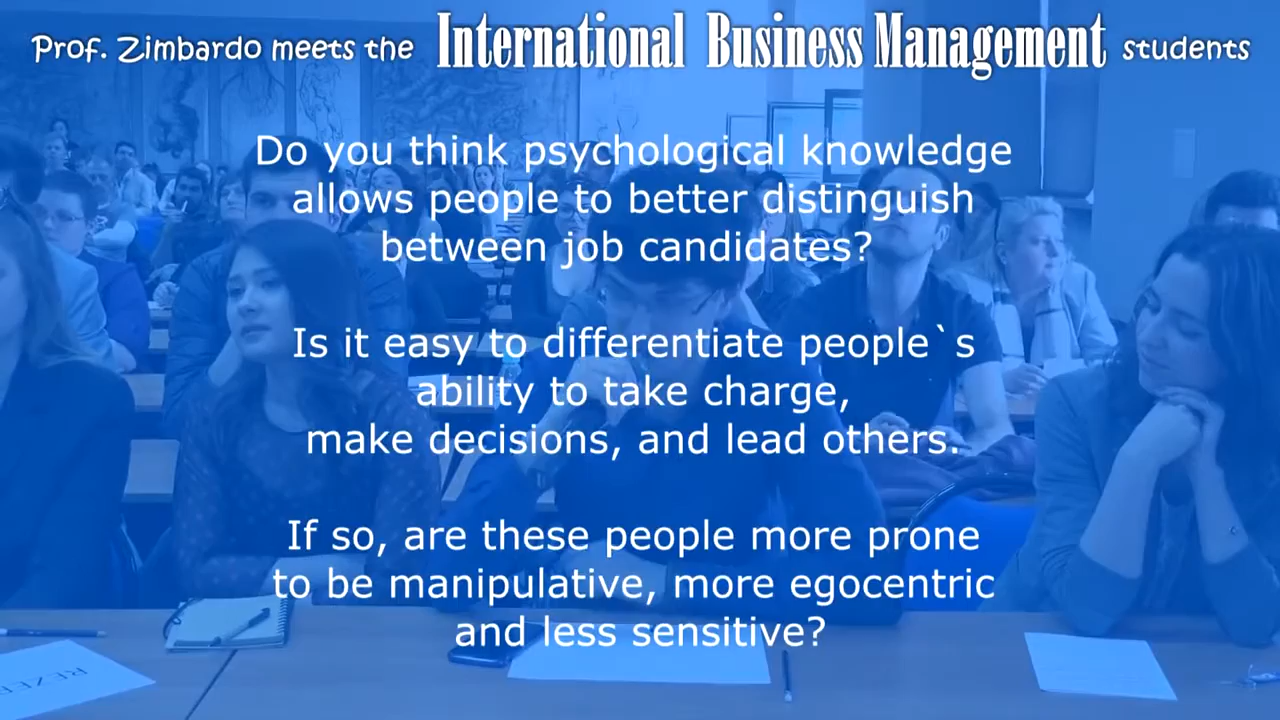 Prof. Zimbardo meets the International Business Management students
Do you think psychological knowledge
allows people to better distinguish
between job candidates?
Is it easy to differentiate people`s
ability to take charge,
make decisions, and lead others.
If so, are these people more prone
to be manipulative, more egocentric
and less sensitive?